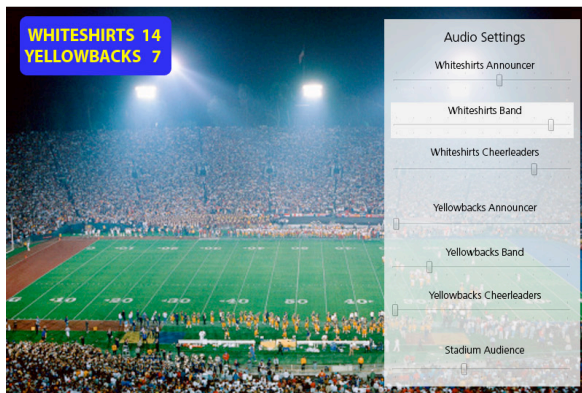 WHITESHIRTS 14
YELLOWBACKS 7
Audio Settings
Whiteshirts Announcer
Whiteshirts Band
Whiteshirts Cheerleaders
Yellowbacks Announcer
Yellowbacks Band
Yellowbacks Cheerleaders
Stadium Audience